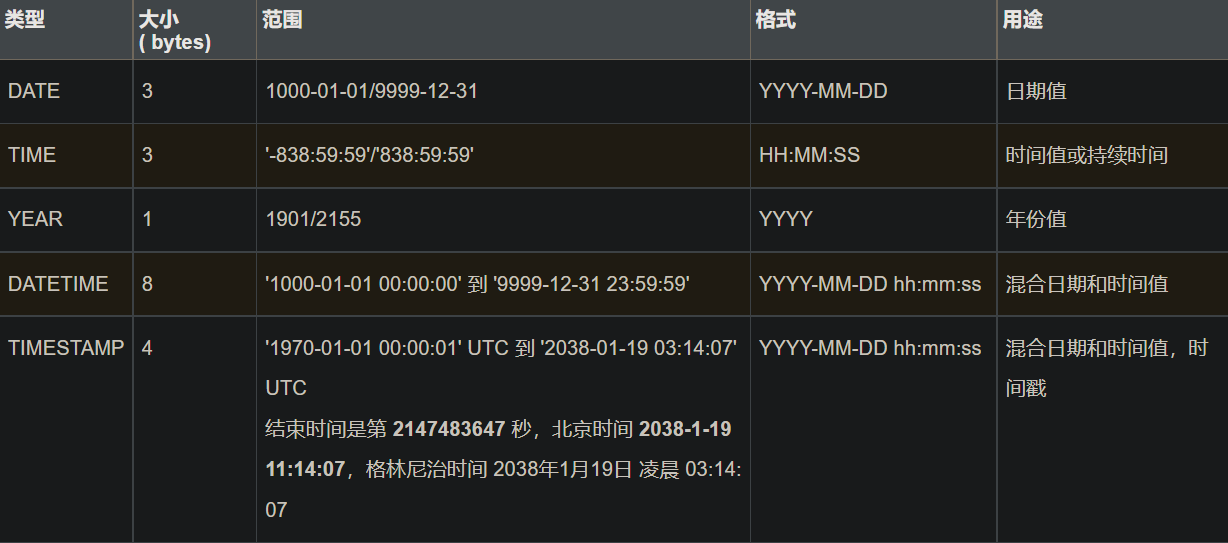 类型 大小 范围 格式 用途
( bytes)
DATE 3 1000-01-01/9999-12-31 YYYY-MM-DD 日期值
TIME 3 '-838:59:59'/'838:59:59' HH:MM:SS 时间值或持续时间
YEAR 1 1901/2155 YYYY 年份值
DATETIME 8 '1000-01-01 00:00:00' 到 '9999-12-31 23:59:59' YYYY-MM-DD hh:mm:ss 混合日期和时间值
TIMESTAMP 4 '1970-01-01 00:00:01' UTC 到 '2038-01-19 03:14:07' YYYY-MM-DD hh:mm:ss 混合日期和时间值，时
UTC 间戳
结束时间是第 2147483647 秒，北京时间 2038-1-19
11:14:07，格林尼治时间 2038年1月19日 凌晨 03:14:
07